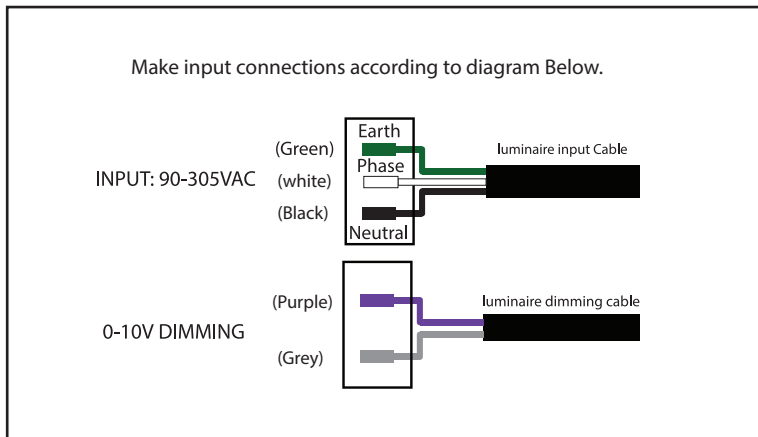 Make input connections according to diagram Below.
Earth
(Green)
luminaire input Cable
Phase
INPUT: 90-305VAC
(white)
(Black)
Neutral
(Purple)
luminaire dimming cable
0-10V DIMMING
(Grey)